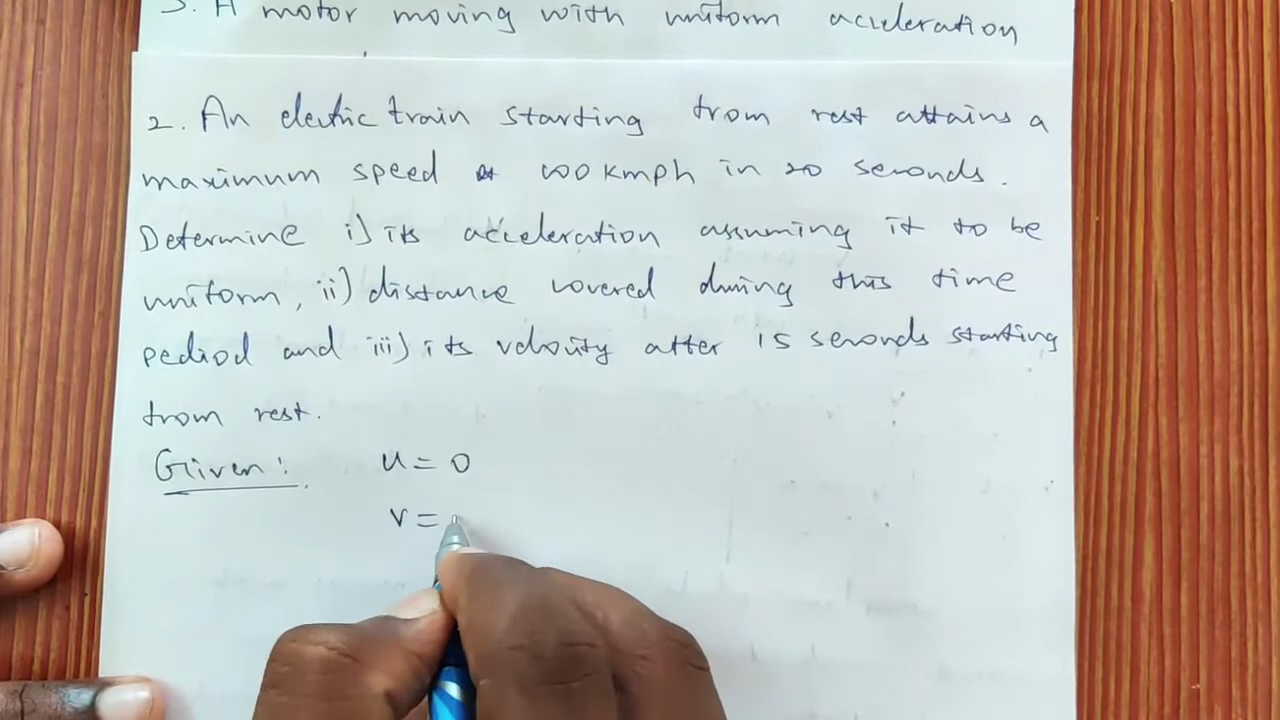 3. A motor moving with uniform acceleration
2. An electric train starting from rest attains a
maximum speed of 100 kmph in 20 seconds.
Determine i) its acceleration assuming it to be
uniform, ii) distance covered during this time
pediod and iii) its velocity after 15 seconds starting
from rest.
Given: u = 0
v =